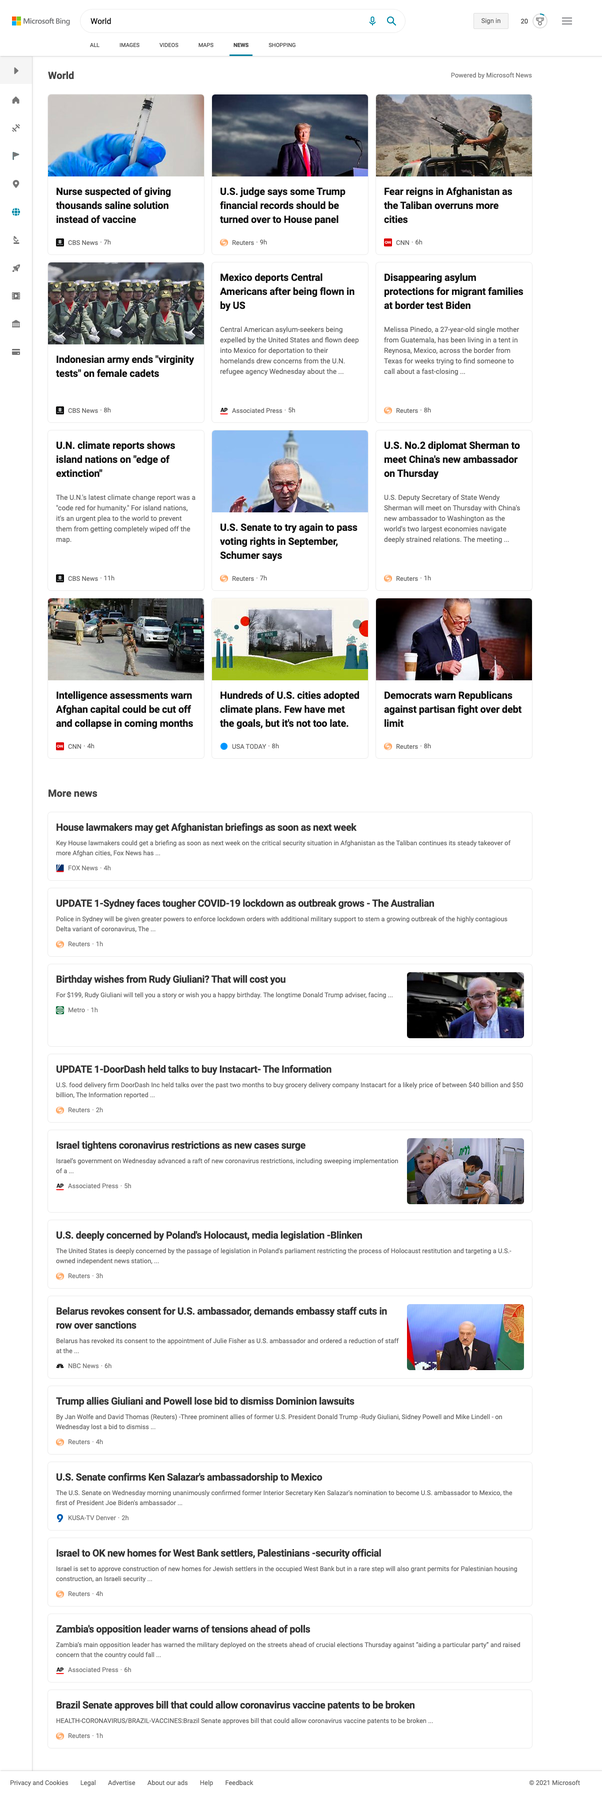 Microsoft Bing
World
Sign in
20
ALL IMAGES VIDEOS MAPS NEWS SHOPPING
World
Powered by Microsoft News
Nurse suspected of giving
thousands saline solution
instead of vaccine
CBS News · 7h
U.S. judge says some Trump
financial records should be
turned over to House panel
Reuters · 9h
Fear reigns in Afghanistan as
the Taliban overruns more
cities
CNN · 6h
Indonesian army ends "virginity
tests" on female cadets
CBS News · 8h
Mexico deports Central
Americans after being flown in
by US
Central American asylum-seekers being
expelled by the United States and flown deep
into Mexico for deportation to their
homelands drew concerns from the U.N.
refugee agency Wednesday about the ...
AP Associated Press · 5h
Disappearing asylum
protections for migrant families
at border test Biden
Melissa Pinedo, a 27-year-old single mother
from Guatemala, has been living in a tent in
Reynosa, Mexico, across the border from
Texas for weeks trying to find someone to
call about a fast-closing ...
Reuters · 8h
U.N. climate reports shows
island nations on "edge of
extinction"
The U.N.'s latest climate change report was a
"code red for humanity." For island nations,
it's an urgent plea to the world to prevent
them from getting completely wiped off the
map.
CBS News · 11h
U.S. Senate to try again to pass
voting rights in September,
Schumer says
Reuters · 7h
U.S. No.2 diplomat Sherman to
meet China's new ambassador
on Thursday
U.S. Deputy Secretary of State Wendy
Sherman will meet on Thursday with China's
new ambassador to Washington as the
world's two largest economies navigate
deeply strained relations. The meeting ...
Reuters · 1h
Intelligence assessments warn
Afghan capital could be cut off
and collapse in coming months
CNN · 4h
Hundreds of U.S. cities adopted
climate plans. Few have met
the goals, but it's not too late.
USA TODAY · 8h
Democrats warn Republicans
against partisan fight over debt
limit
Reuters · 8h
More news
House lawmakers may get Afghanistan briefings as soon as next week
Key House lawmakers could get a briefing as soon as next week on the critical security situation in Afghanistan as the Taliban continues its steady takeover of
more Afghan cities, Fox News has ...
FOX News · 4h
UPDATE 1-Sydney faces tougher COVID-19 lockdown as outbreak grows - The Australian
Police in Sydney will be given greater powers to enforce lockdown orders with additional military support to stem a growing outbreak of the highly contagious
Delta variant of coronavirus, The ...
Reuters · 1h
Birthday wishes from Rudy Giuliani? That will cost you
For $199, Rudy Giuliani will tell you a story or wish you a happy birthday. The longtime Donald Trump adviser, facing ...
Metro · 1h
UPDATE 1-DoorDash held talks to buy Instacart- The Information
U.S. food delivery firm DoorDash Inc held talks over the past two months to buy grocery delivery company Instacart for a likely price of between $40 billion and $50
billion, The Information reported ...
Reuters · 2h
Israel tightens coronavirus restrictions as new cases surge
Israel's government on Wednesday advanced a raft of new coronavirus restrictions, including sweeping implementation
of a ...
AP Associated Press · 5h
U.S. deeply concerned by Poland's Holocaust, media legislation -Blinken
The United States is deeply concerned by the passage of legislation in Poland's parliament restricting the process of Holocaust restitution and targeting a U.S.-
owned independent news station, ...
Reuters · 3h
Belarus revokes consent for U.S. ambassador, demands embassy staff cuts in
row over sanctions
Belarus has revoked its consent to the appointment of Julie Fisher as U.S. ambassador and ordered a reduction of staff
at the ...
NBC News · 6h
Trump allies Giuliani and Powell lose bid to dismiss Dominion lawsuits
By Jan Wolfe and David Thomas (Reuters) -Three prominent allies of former U.S. President Donald Trump -Rudy Giuliani, Sidney Powell and Mike Lindell - on
Wednesday lost a bid to dismiss ...
Reuters · 4h
U.S. Senate confirms Ken Salazar's ambassadorship to Mexico
The U.S. Senate on Wednesday morning unanimously confirmed former Interior Secretary Ken Salazar's nomination to become U.S. ambassador to Mexico, the
first of President Joe Biden's ambassador ...
KUSA-TV Denver · 2h
Israel to OK new homes for West Bank settlers, Palestinians -security official
Israel is set to approve construction of new homes for Jewish settlers in the occupied West Bank but in a rare step will also grant permits for Palestinian housing
construction, an Israeli security ...
Reuters · 4h
Zambia's opposition leader warns of tensions ahead of polls
Zambia's main opposition leader has warned the military deployed on the streets ahead of crucial elections Thursday against "aiding a particular party" and raised
concern that the country could fall ...
AP Associated Press · 6h
Brazil Senate approves bill that could allow coronavirus vaccine patents to be broken
HEALTH-CORONAVIRUS/BRAZIL-VACCINES:Brazil Senate approves bill that could allow coronavirus vaccine patents to be broken ...
Reuters · 1h
Privacy and Cookies Legal Advertise About our ads Help Feedback
© 2021 Microsoft